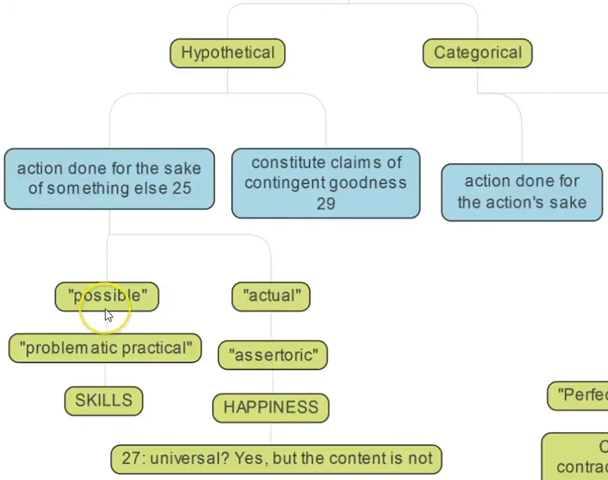 Hypothetical
Categorical
action done for the sake
of something else 25
constitute claims of
contingent goodness
29
action done for
the action's sake
"possible"
"actual"
"problematic practical"
"assertoric"
SKILLS
HAPPINESS
27: universal? Yes, but the content is not